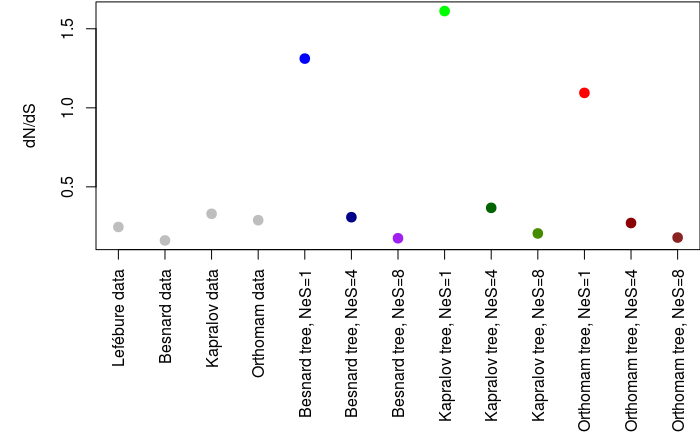 dN/dS
1.5
1.0
0.5
Lefébure data
Besnard data
Kapralov data
Orthomam data
Besnard tree, NeS=1
Besnard tree, NeS=4
Besnard tree, NeS=8
Kapralov tree, NeS=1
Kapralov tree, NeS=4
Kapralov tree, NeS=8
Orthomam tree, NeS=1
Orthomam tree, NeS=4
Orthomam tree, NeS=8